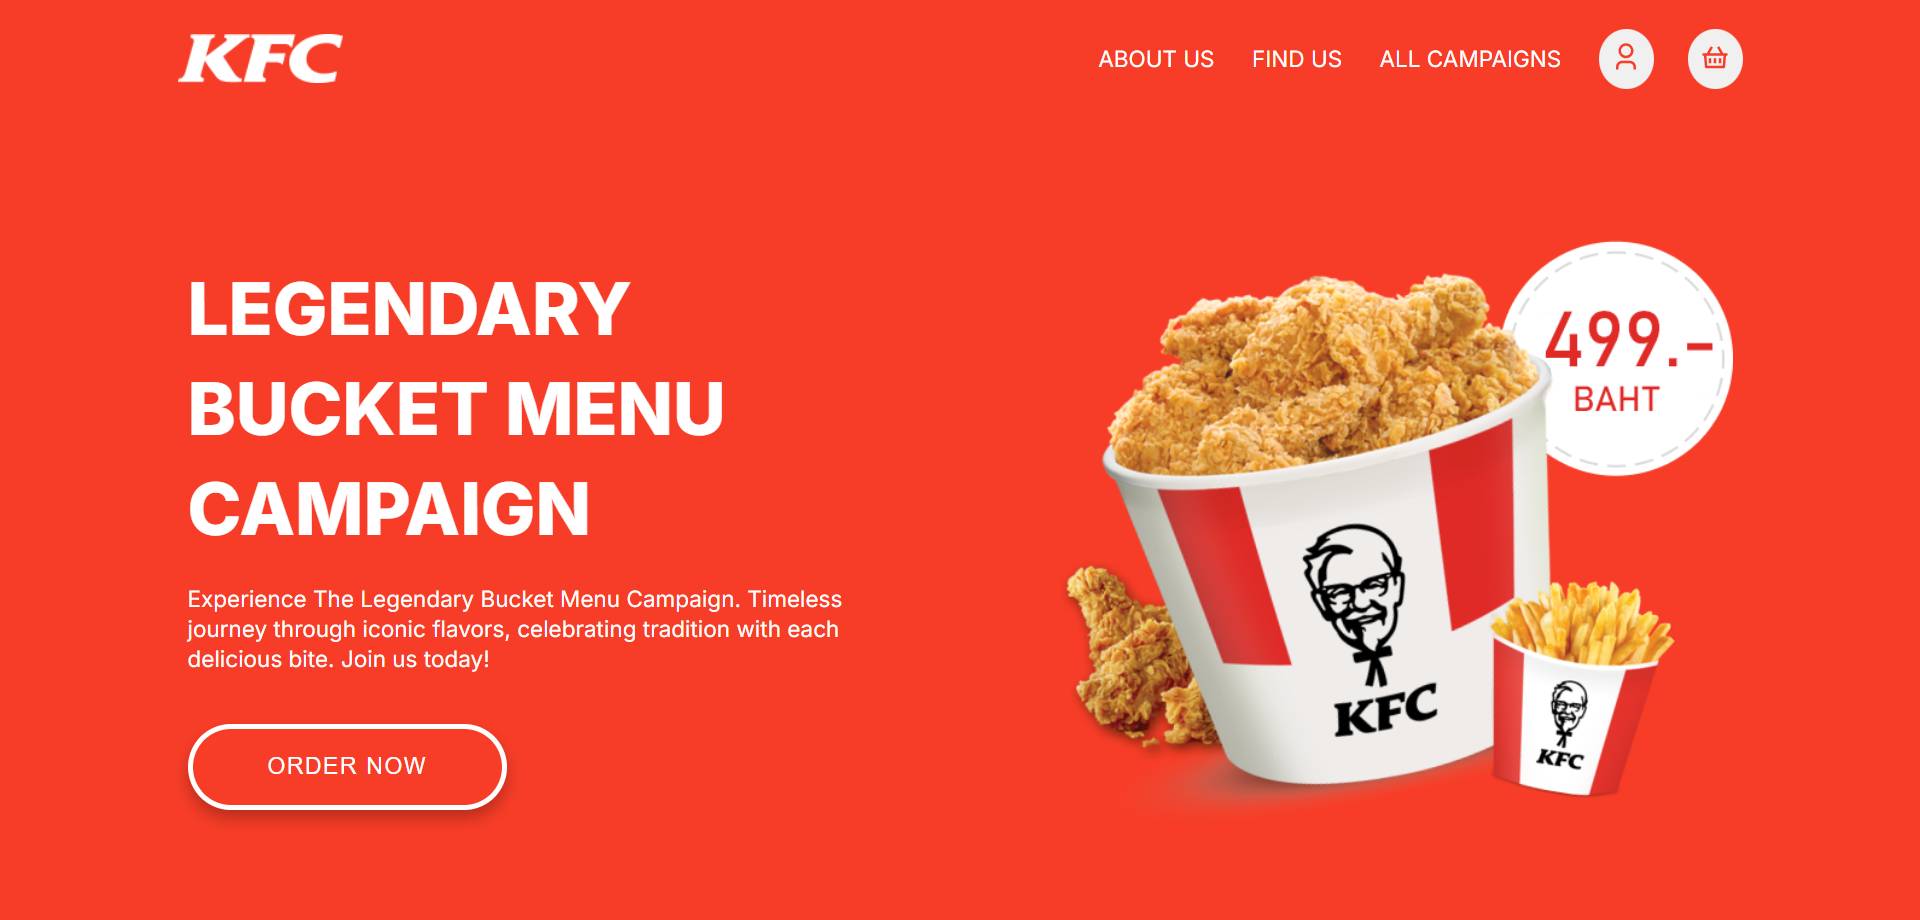 KFC
ABOUT US
FIND US
ALL CAMPAIGNS
LEGENDARY
BUCKET MENU
CAMPAIGN
Experience The Legendary Bucket Menu Campaign. Timeless
journey through iconic flavors, celebrating tradition with each
delicious bite. Join us today!
ORDER NOW
499.-
BAHT
KFC
KFC